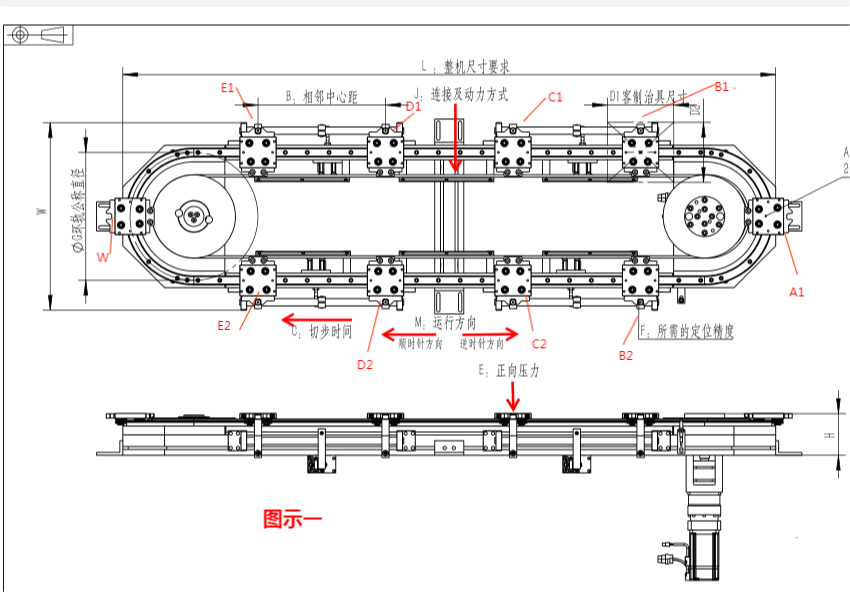 L：整机尺寸要求
E1
B：相邻中心距
J：连接及动力方式
D1
C1
D1客制治具尺寸
B1
D2
A
2
W
ØG环轨公称直径
W
A1
E2
C：切步时间
D2
M：运行方向
顺时针方向
逆时针方向
C2
B2
F：所需的定位精度
E：正向压力
H
图示一